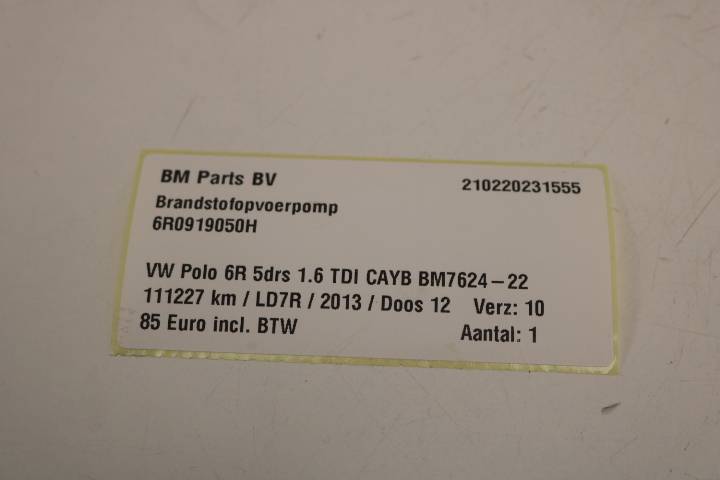 BM Parts BV 210220231555
Brandstofopvoerpomp
6R0919050H
VW Polo 6R 5drs 1.6 TDI CAYB BM7624-22
111227 km / LD7R / 2013 / Doos 12 Verz: 10
85 Euro incl. BTW Aantal: 1